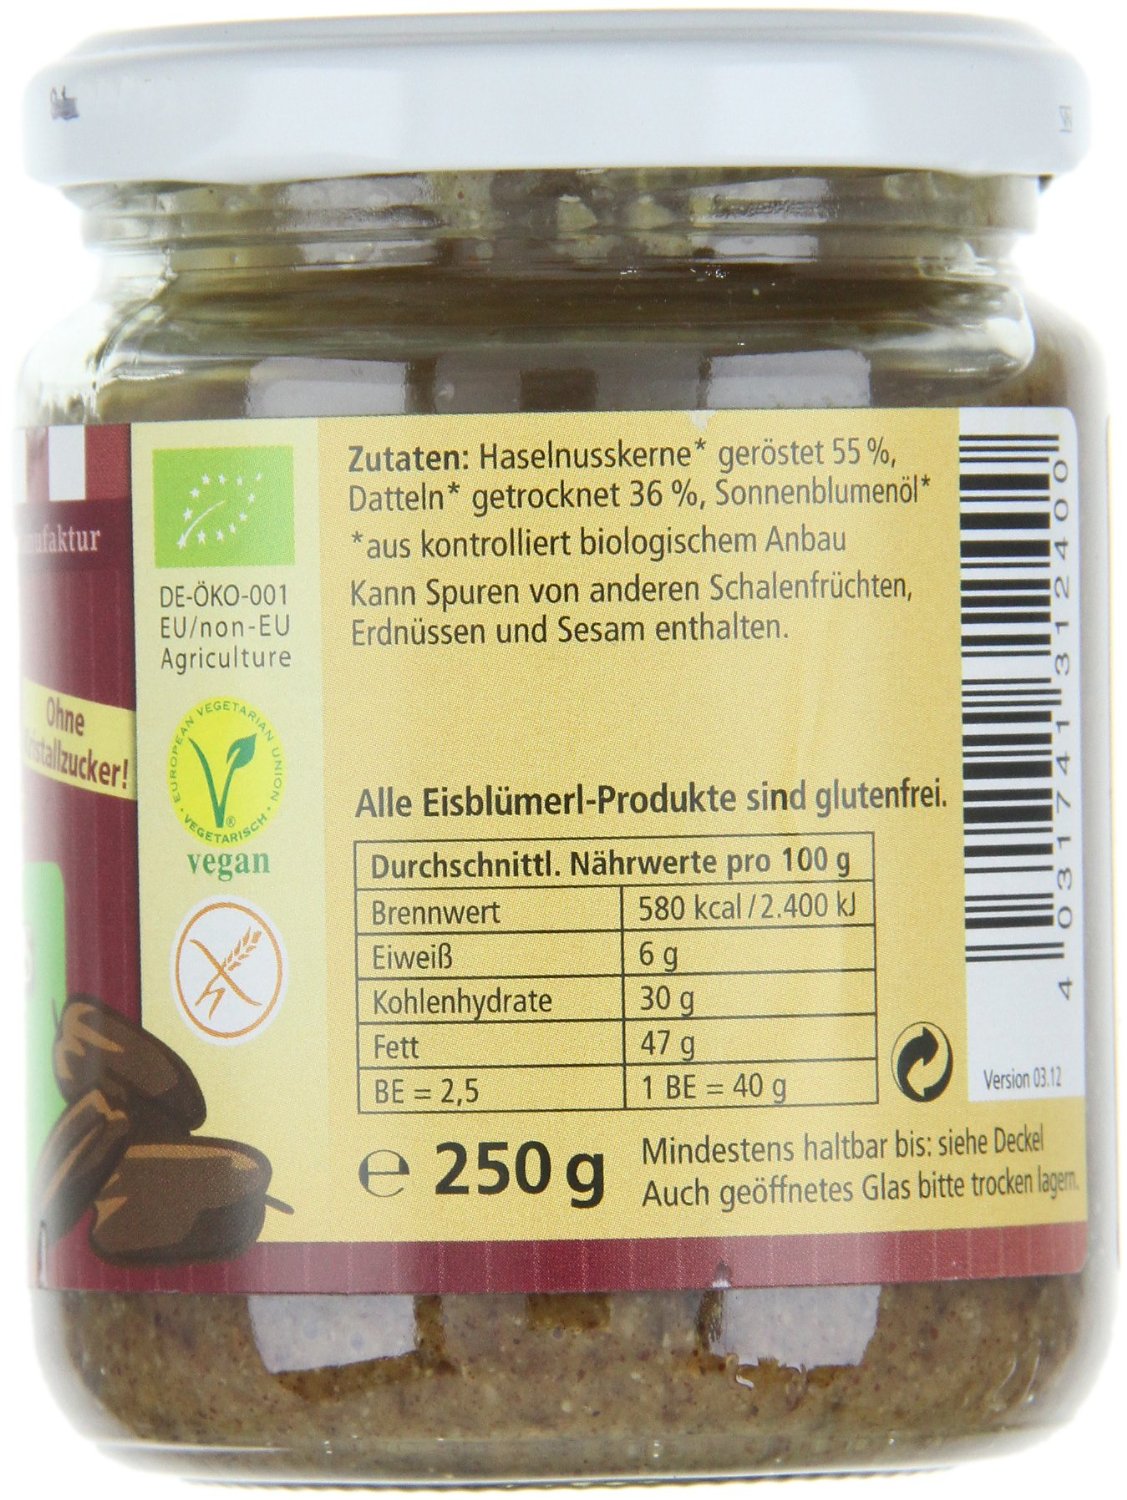 Zutaten: Haselnusskerne* geröstet 55 %,
Datteln* getrocknet 36 %, Sonnenblumenöl*
*aus kontrolliert biologischem Anbau
Kann Spuren von anderen Schalenfrüchten,
Erdnüssen und Sesam enthalten.
DE-ÖKO-001
EU/non-EU
Agriculture
Ohne
EUROPEAN VEGETARIAN UNION
VEGETARISCH
®
vegan
Alle Eisblümerl-Produkte sind glutenfrei.
Durchschnittl. Nährwerte pro 100 g
Brennwert 580 kcal / 2.400 kJ
Eiweiß 6 g
Kohlenhydrate 30 g
Fett 47 g
BE = 2,5 1 BE = 40 g
℮ 250 g
Mindestens haltbar bis: siehe Deckel
Auch geöffnetes Glas bitte trocken lagern.
4 031741 312400
Version 03.12